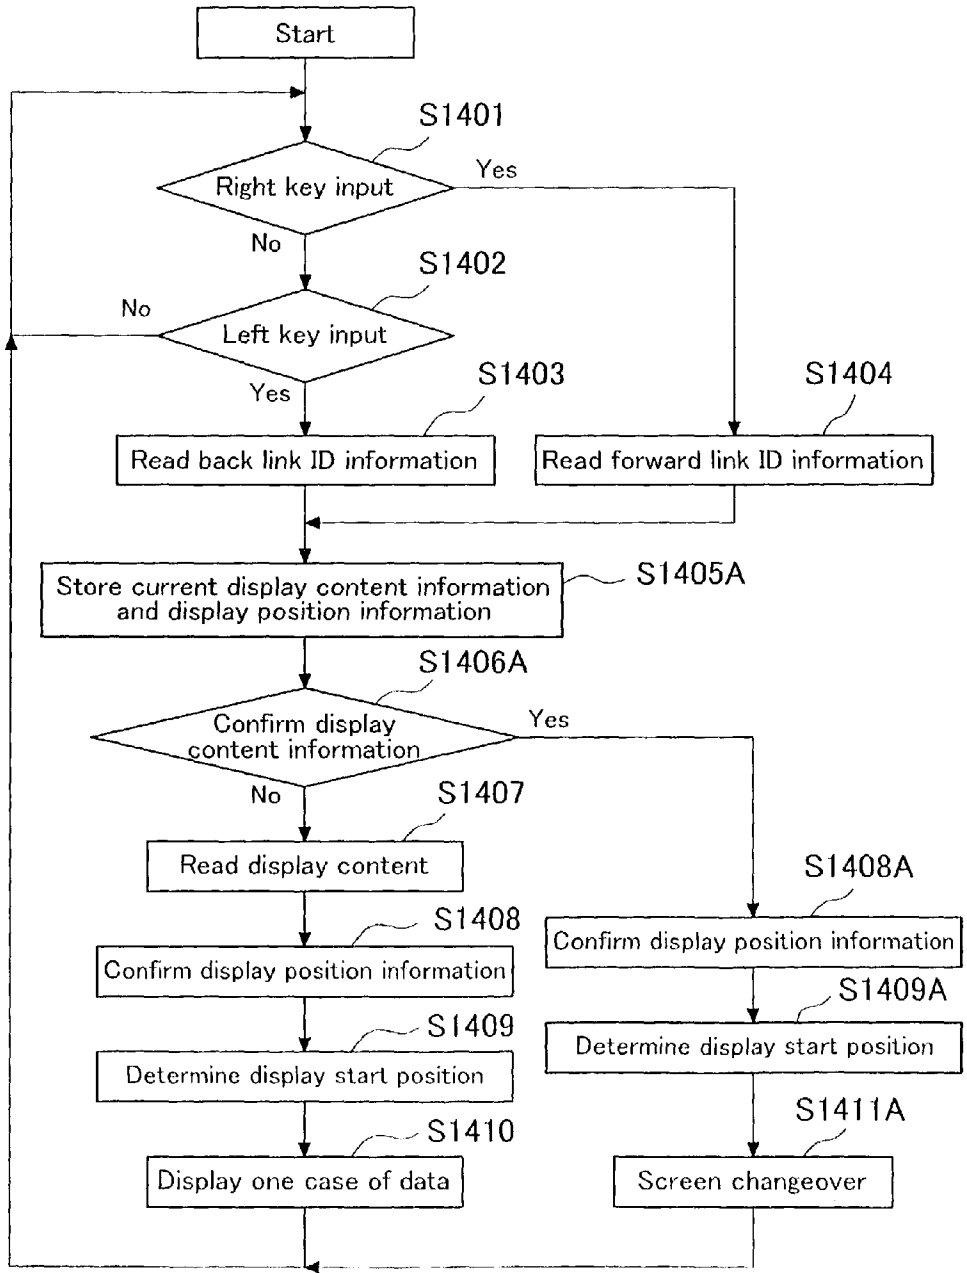 Start
S1401
Right key input
Yes
No
S1402
No
Left key input
Yes
S1403
S1404
Read back link ID information
Read forward link ID information
Store current display content information
and display position information
S1405A
S1406A
Confirm display
content information
Yes
No
S1407
Read display content
S1408A
S1408
Confirm display position information
Confirm display position information
S1409A
S1409
Determine display start position
Determine display start position
S1411A
S1410
Display one case of data
Screen changeover